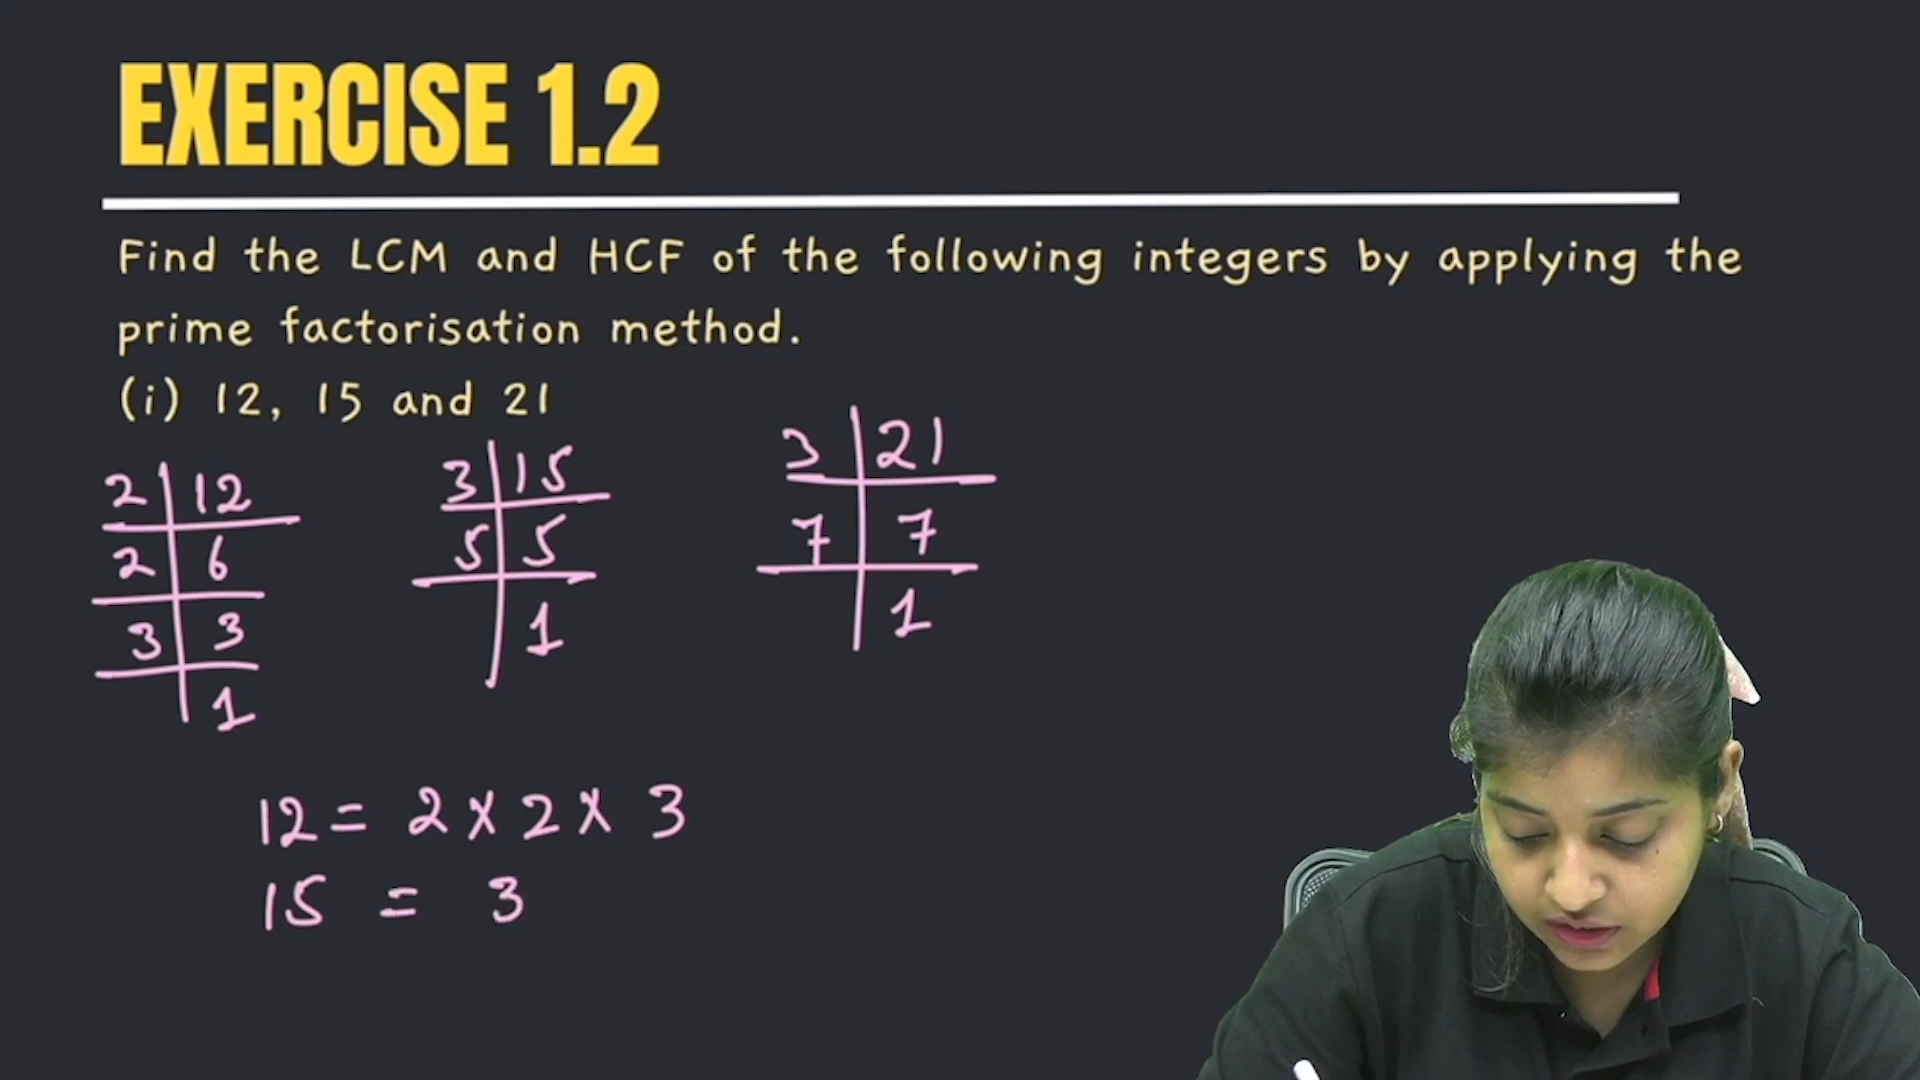 EXERCISE 1.2
Find the LCM and HCF of the following integers by applying the
prime factorisation method.
(i) 12, 15 and 21
2 | 12
2 | 6
3 | 3
1
3 | 15
5 | 5
1
3 | 21
7 | 7
1
12 = 2 x 2 x 3
15 = 3